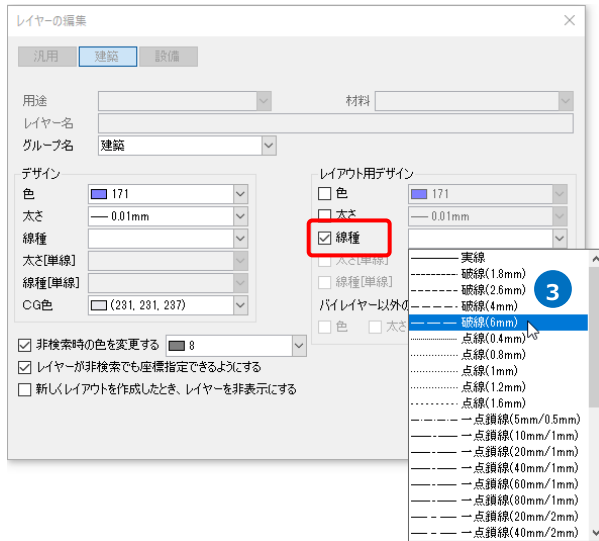 レイヤーの編集
汎用 建築 設備
用途 材料
レイヤー名
グループ名 建築
デザイン レイアウト用デザイン
色 171 色 171
太さ 0.01mm 太さ 0.01mm
線種 線種
太さ[単線] 太さ[単線]
線種[単線] 線種[単線]
CG色 (231, 231, 237) バイレイヤー以外の
色 太さ
非検索時の色を変更する 8
レイヤーが非検索でも座標指定できるようにする
新しくレイアウトを作成したとき、レイヤーを非表示にする
実線
破線(1.8mm)
破線(2.6mm)
破線(4mm)
3
破線(6mm)
点線(0.4mm)
点線(0.8mm)
点線(1mm)
点線(1.2mm)
点線(1.6mm)
一点鎖線(5mm/0.5mm)
一点鎖線(10mm/1mm)
一点鎖線(20mm/1mm)
一点鎖線(40mm/1mm)
一点鎖線(60mm/1mm)
一点鎖線(80mm/1mm)
一点鎖線(20mm/2mm)
一点鎖線(40mm/2mm)